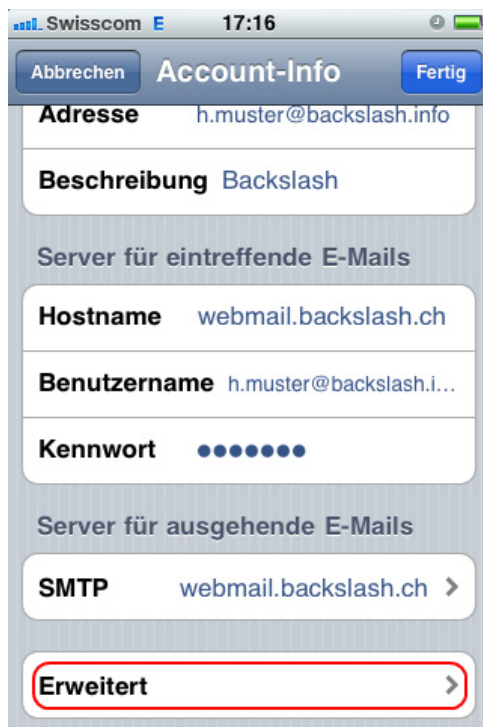 Swisscom E 17:16
Abbrechen Account-Info Fertig
Adresse h.muster@backslash.info
Beschreibung Backslash
Server für eintreffende E-Mails
Hostname webmail.backslash.ch
Benutzername h.muster@backslash.i...
Kennwort ●●●●●●●
Server für ausgehende E-Mails
SMTP webmail.backslash.ch
Erweitert